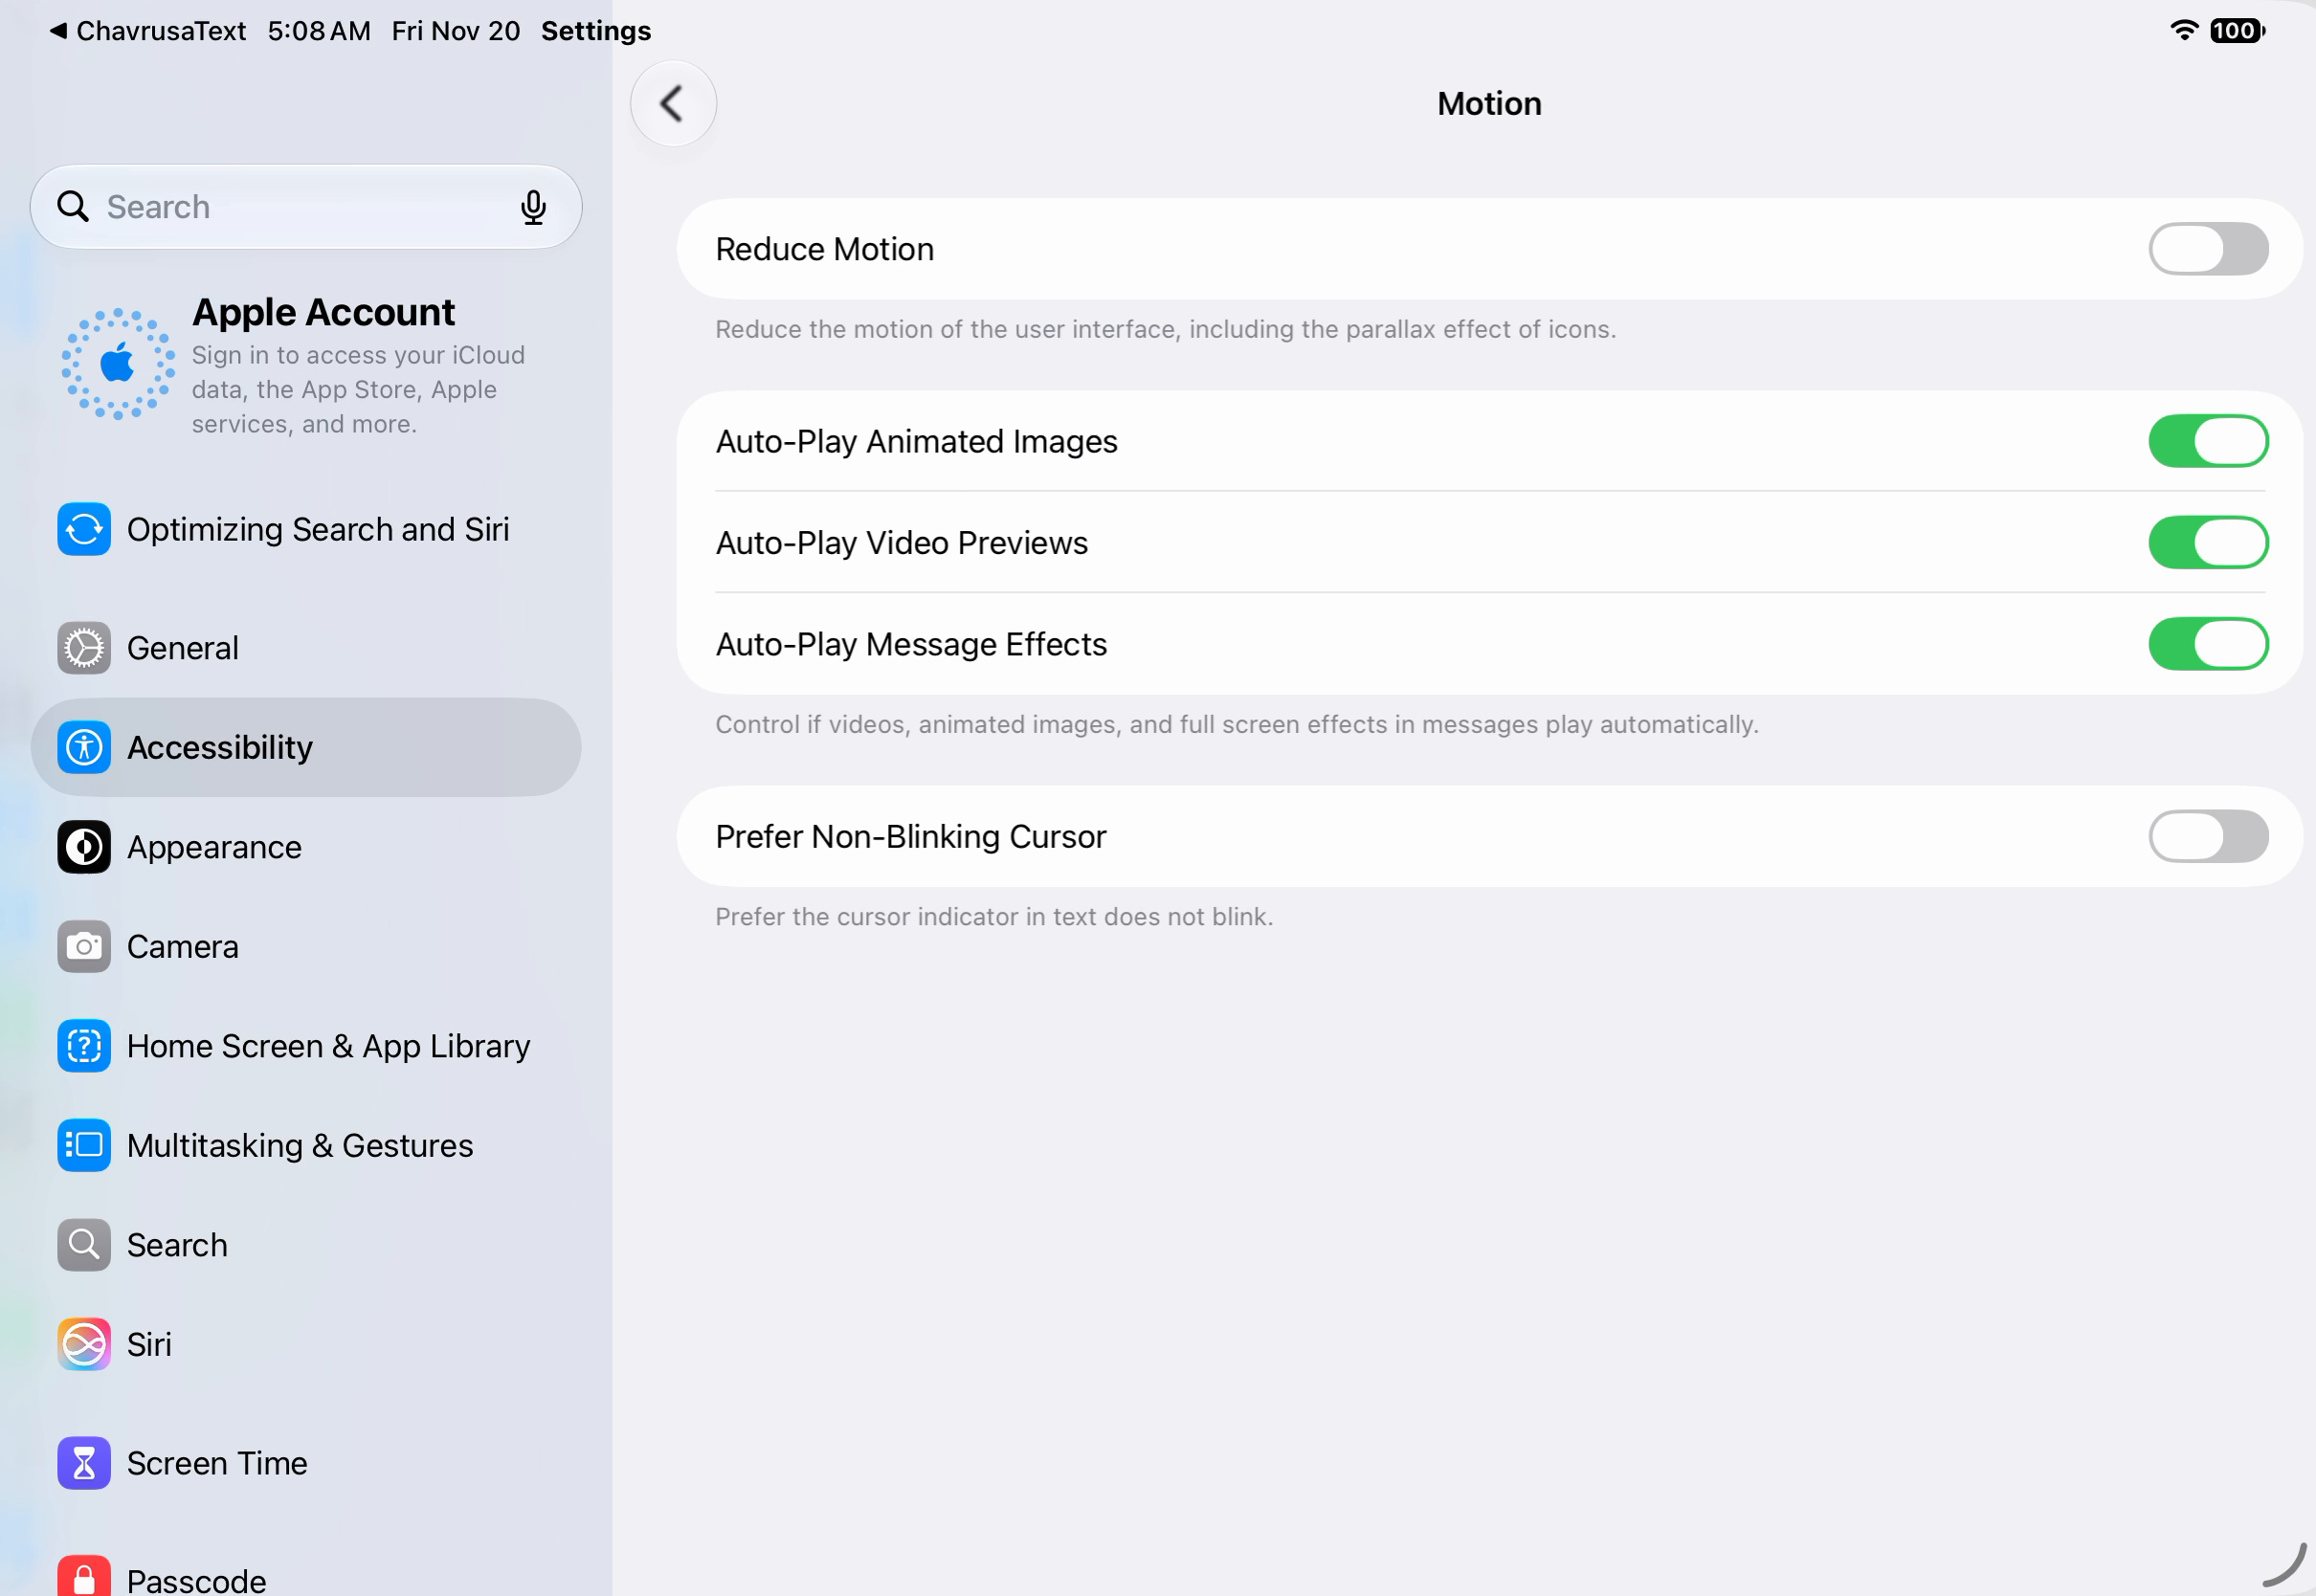 ChavrusaText 5:08 AM Fri Nov 20 Settings
100
Search
Apple Account
Sign in to access your iCloud
data, the App Store, Apple
services, and more.
Optimizing Search and Siri
General
Accessibility
Appearance
Camera
Home Screen & App Library
Multitasking & Gestures
Search
Siri
Screen Time
Passcode
Motion
Reduce Motion
Reduce the motion of the user interface, including the parallax effect of icons.
Auto-Play Animated Images
Auto-Play Video Previews
Auto-Play Message Effects
Control if videos, animated images, and full screen effects in messages play automatically.
Prefer Non-Blinking Cursor
Prefer the cursor indicator in text does not blink.